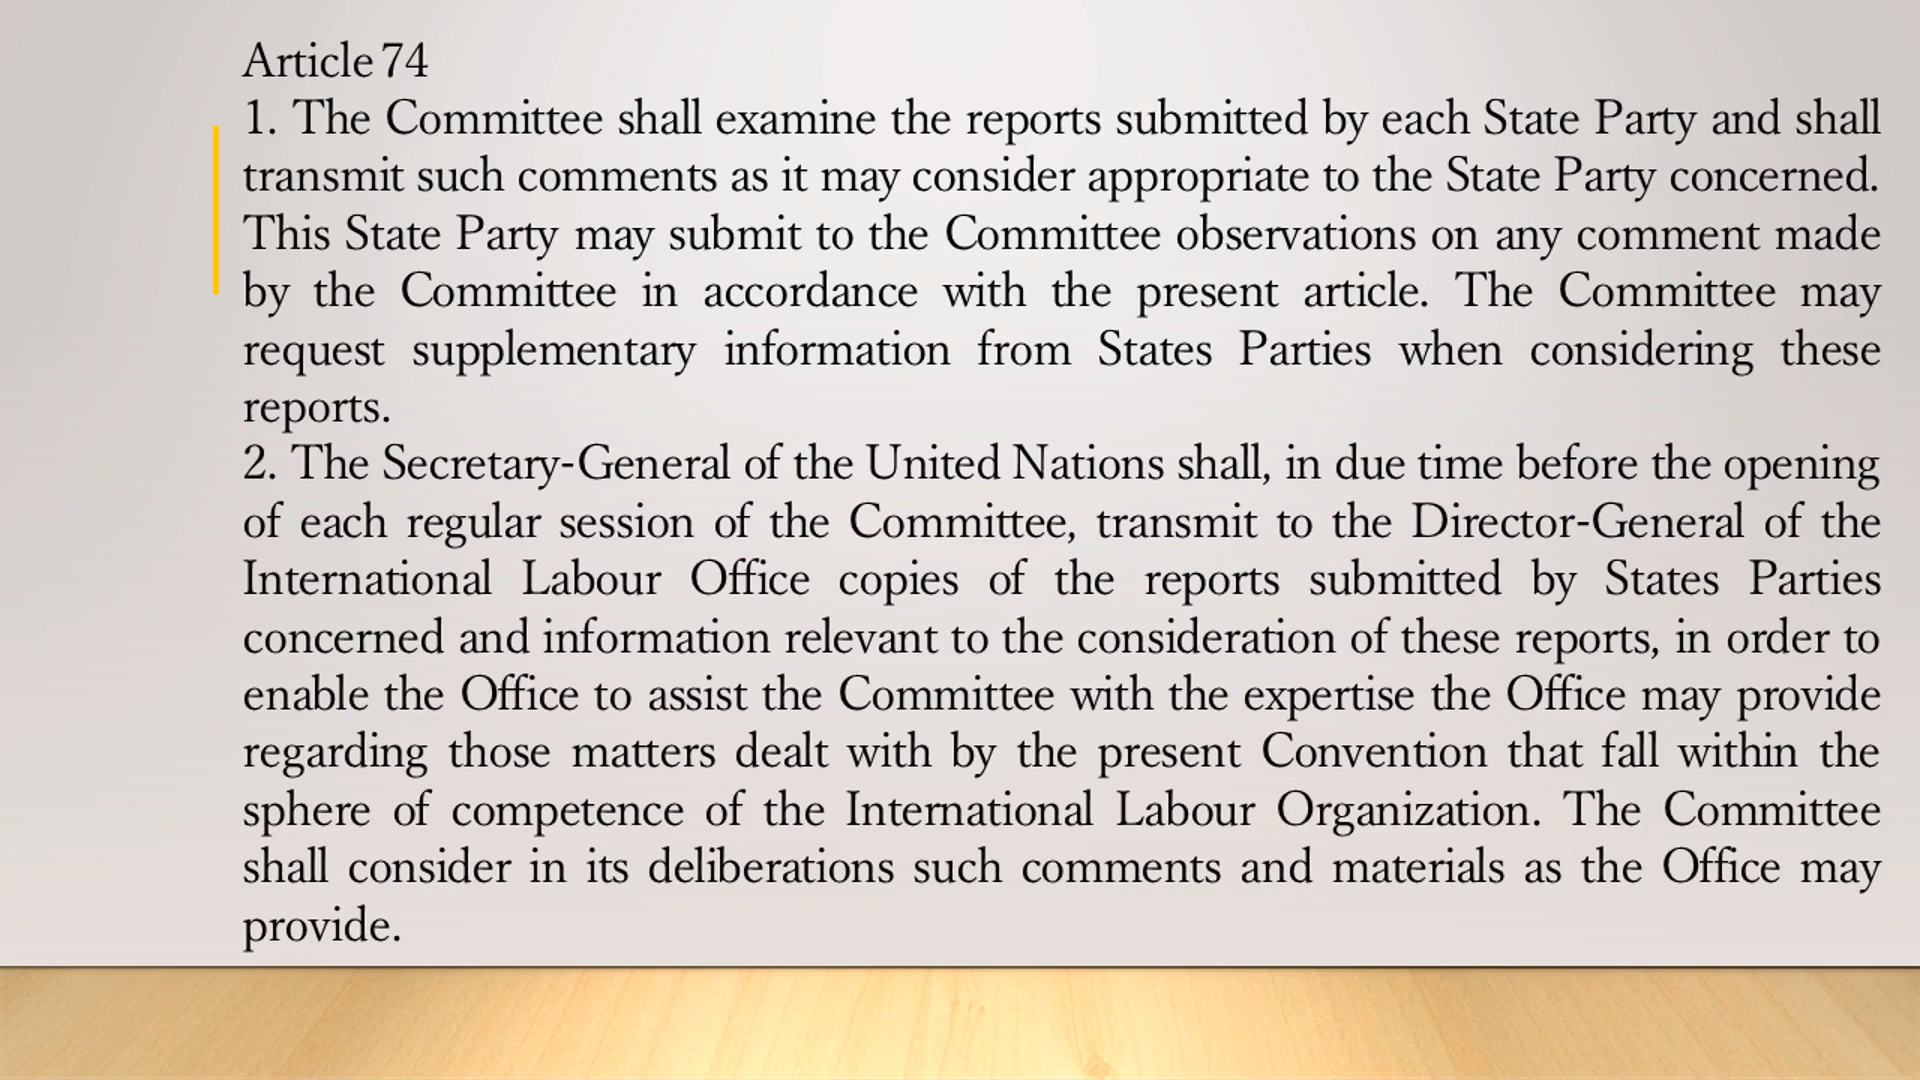 Article 74
1. The Committee shall examine the reports submitted by each State Party and shall
transmit such comments as it may consider appropriate to the State Party concerned.
This State Party may submit to the Committee observations on any comment made
by the Committee in accordance with the present article. The Committee may
request supplementary information from States Parties when considering these
reports.
2. The Secretary-General of the United Nations shall, in due time before the opening
of each regular session of the Committee, transmit to the Director-General of the
International Labour Office copies of the reports submitted by States Parties
concerned and information relevant to the consideration of these reports, in order to
enable the Office to assist the Committee with the expertise the Office may provide
regarding those matters dealt with by the present Convention that fall within the
sphere of competence of the International Labour Organization. The Committee
shall consider in its deliberations such comments and materials as the Office may
provide.